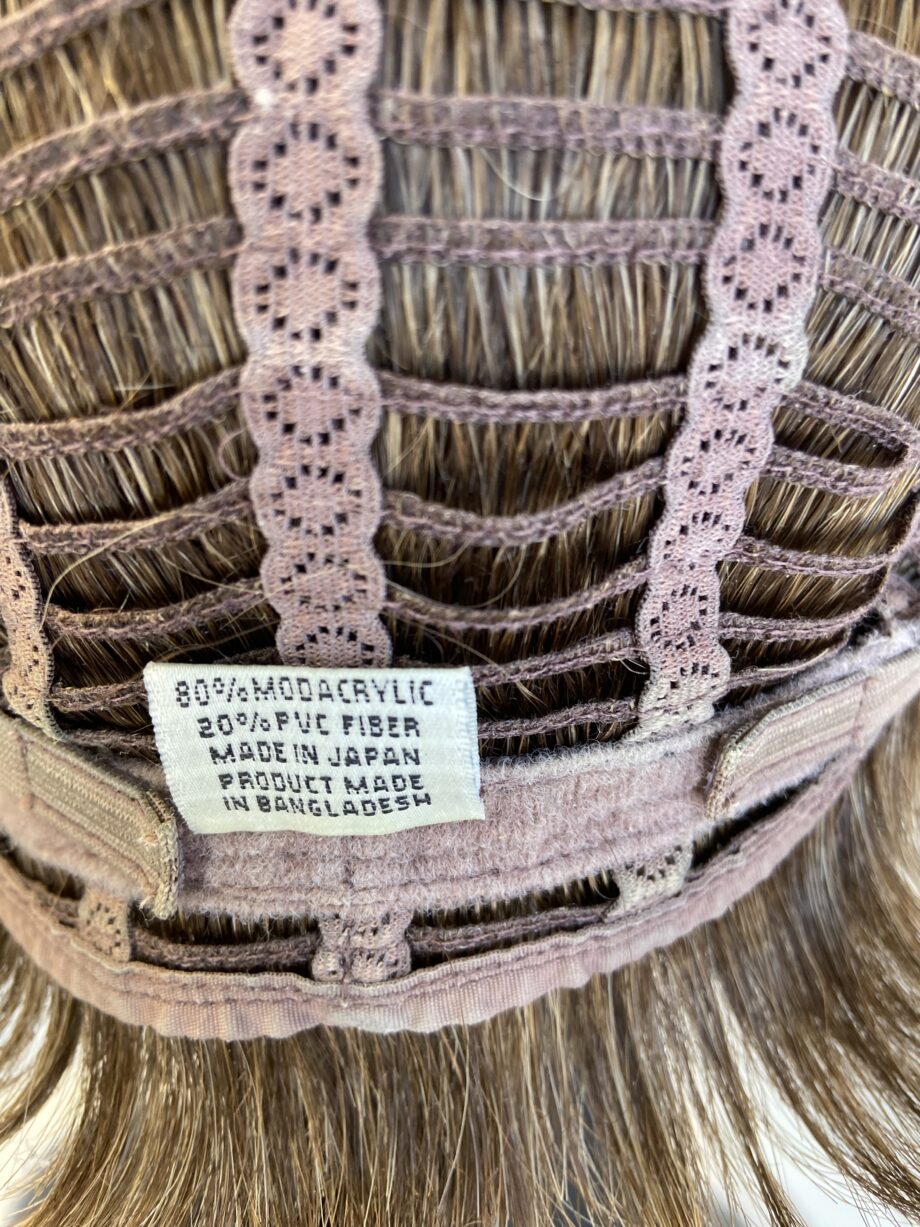 80%MODACRYLIC
20%PVC FIBER
MADE IN JAPAN
PRODUCT MADE
IN BANGLADESH